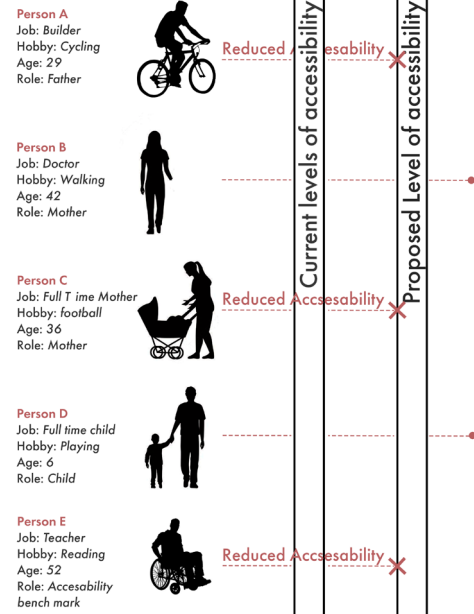 Person A
Job: Builder
Hobby: Cycling
Age: 29
Role: Father
Reduced Accsesability
Person B
Job: Doctor
Hobby: Walking
Age: 42
Role: Mother
Current levels of accessibility
Proposed Level of accessibility
Person C
Job: Full T ime Mother
Hobby: football
Age: 36
Role: Mother
Reduced Accsesability
Person D
Job: Full time child
Hobby: Playing
Age: 6
Role: Child
Person E
Job: Teacher
Hobby: Reading
Age: 52
Role: Accesability
bench mark
Reduced Accsesability